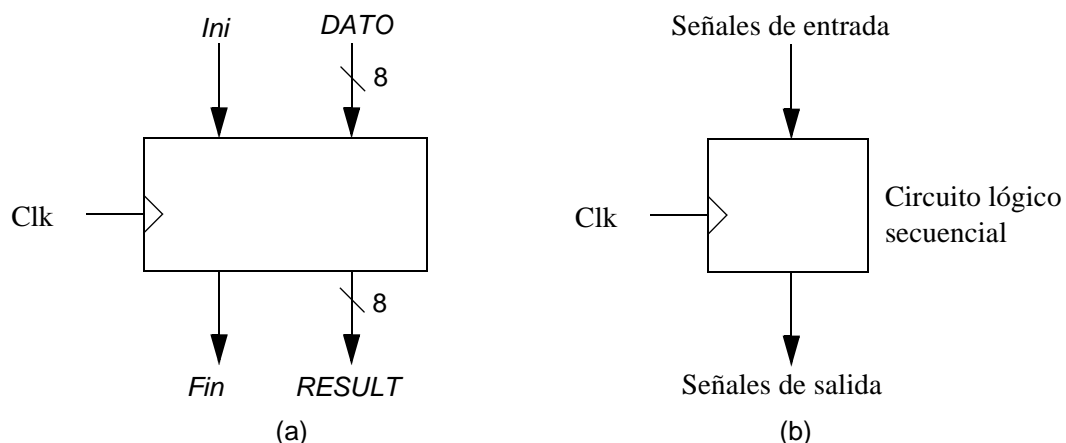 Ini
DATO
8
Clk
8
Fin
RESULT
(a)
Señales de entrada
Clk
Circuito lógico
secuencial
Señales de salida
(b)